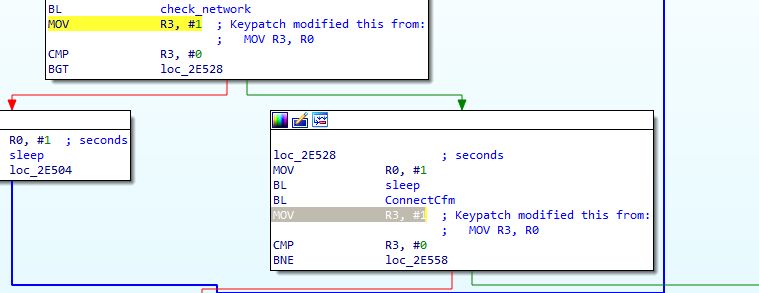 BL check_network
MOV R3, #1 ; Keypatch modified this from:
; MOV R3, R0
CMP R3, #0
BGT loc_2E528
R0, #1 ; seconds
sleep
loc_2E504
loc_2E528 ; seconds
MOV R0, #1
BL sleep
BL ConnectCfm
MOV R3, #1 ; Keypatch modified this from:
; MOV R3, R0
CMP R3, #0
BNE loc_2E558